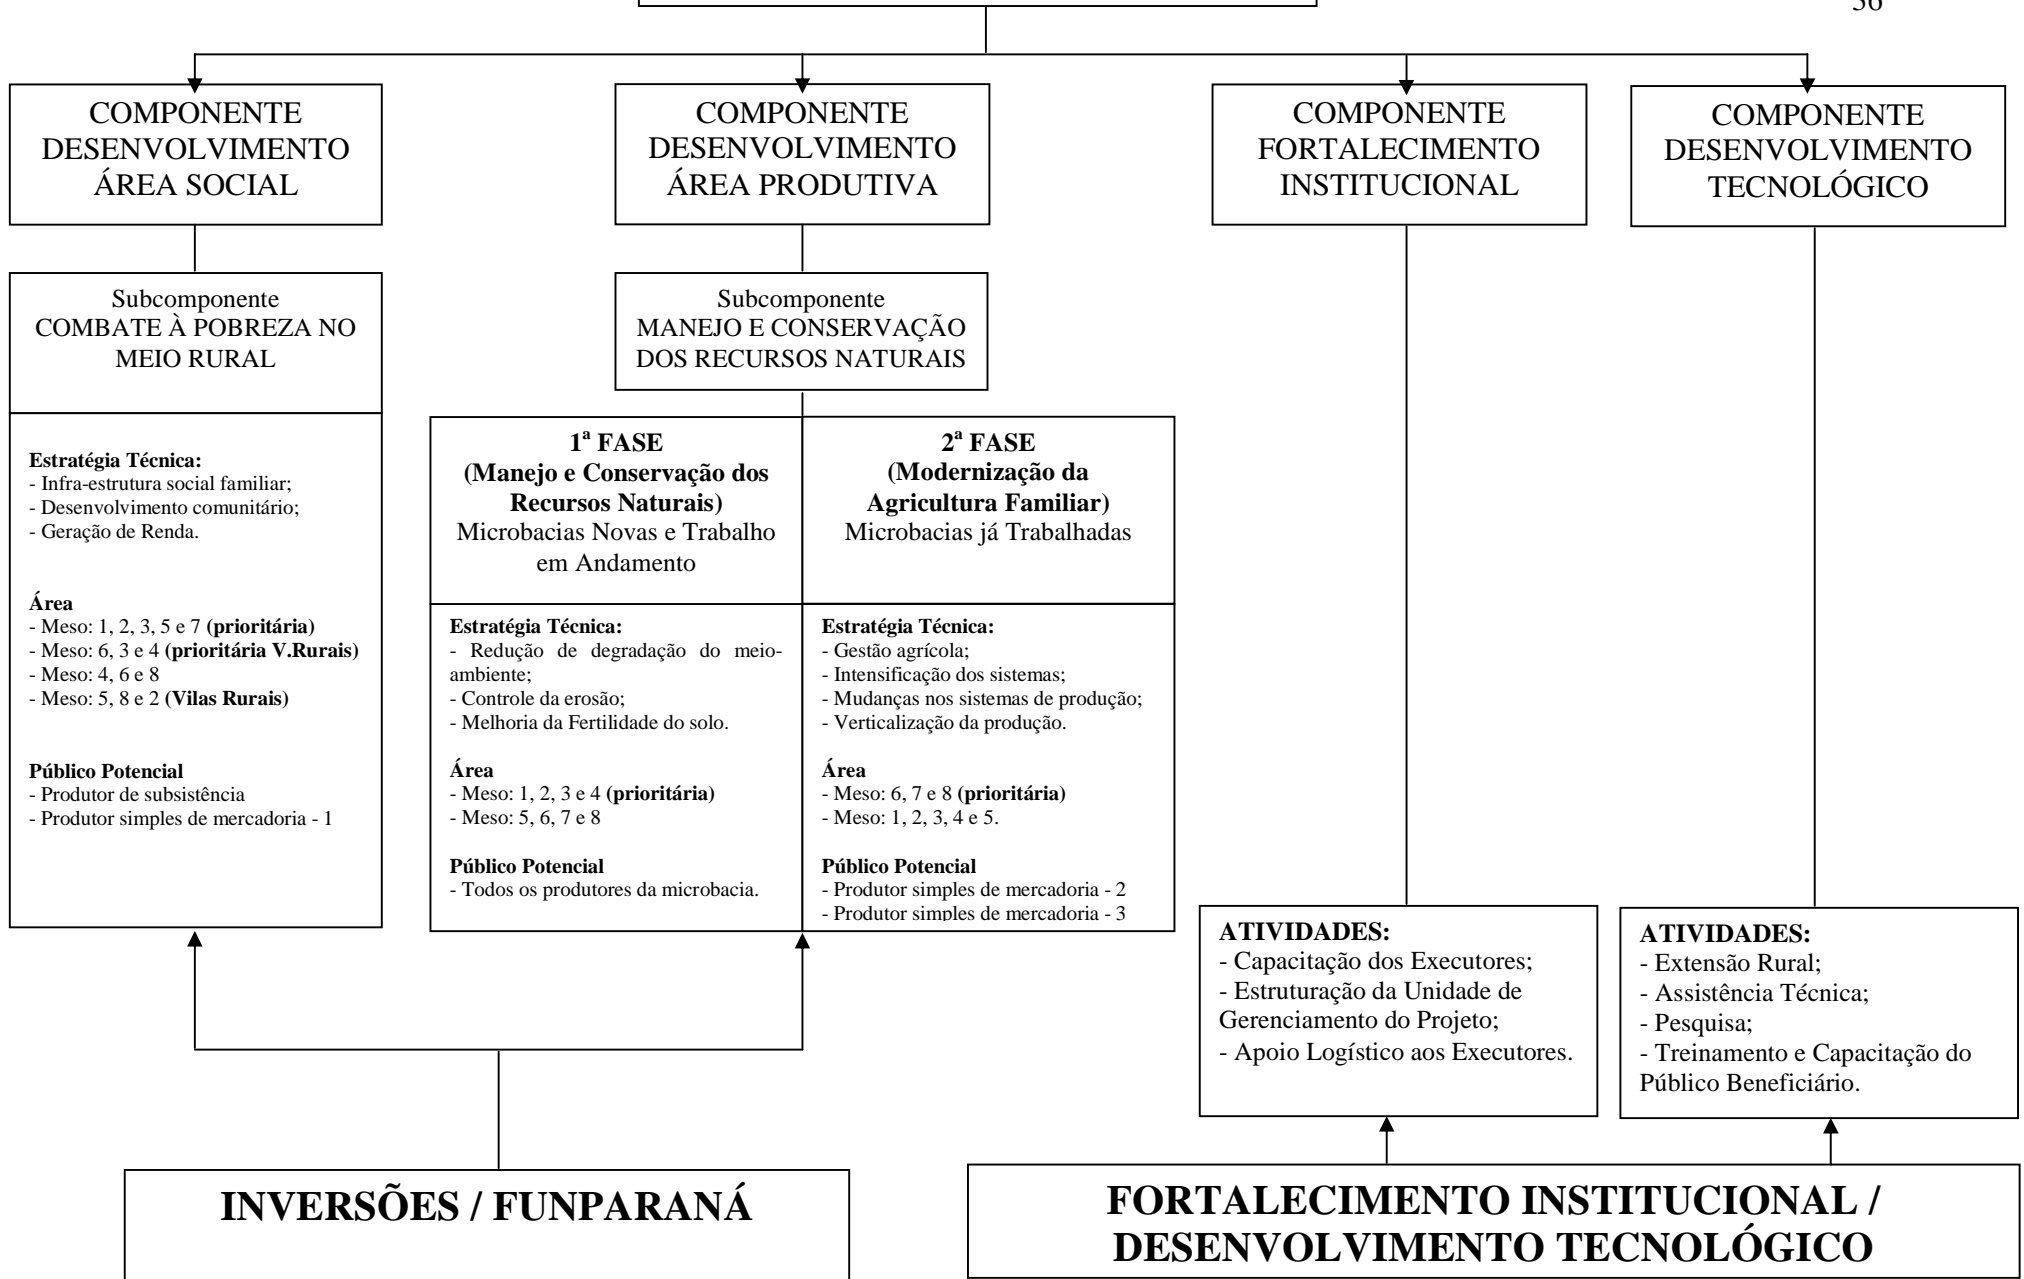 36
COMPONENTE
DESENVOLVIMENTO
ÁREA SOCIAL
COMPONENTE
DESENVOLVIMENTO
ÁREA PRODUTIVA
COMPONENTE
FORTALECIMENTO
INSTITUCIONAL
COMPONENTE
DESENVOLVIMENTO
TECNOLÓGICO
Subcomponente
COMBATE À POBREZA NO
MEIO RURAL
Subcomponente
MANEJO E CONSERVAÇÃO
DOS RECURSOS NATURAIS
Estratégia Técnica:
- Infra-estrutura social familiar;
- Desenvolvimento comunitário;
- Geração de Renda.
Área
- Meso: 1, 2, 3, 5 e 7 (prioritária)
- Meso: 6, 3 e 4 (prioritária V.Rurais)
- Meso: 4, 6 e 8
- Meso: 5, 8 e 2 (Vilas Rurais)
Público Potencial
- Produtor de subsistência
- Produtor simples de mercadoria - 1
1ª FASE
(Manejo e Conservação dos
Recursos Naturais)
Microbacias Novas e Trabalho
em Andamento
Estratégia Técnica:
- Redução de degradação do meio-
ambiente;
- Controle da erosão;
- Melhoria da Fertilidade do solo.
Área
- Meso: 1, 2, 3 e 4 (prioritária)
- Meso: 5, 6, 7 e 8
Público Potencial
- Todos os produtores da microbacia.
2ª FASE
(Modernização da
Agricultura Familiar)
Microbacias já Trabalhadas
Estratégia Técnica:
- Gestão agrícola;
- Intensificação dos sistemas;
- Mudanças nos sistemas de produção;
- Verticalização da produção.
Área
- Meso: 6, 7 e 8 (prioritária)
- Meso: 1, 2, 3, 4 e 5.
Público Potencial
- Produtor simples de mercadoria - 2
- Produtor simples de mercadoria - 3
ATIVIDADES:
- Capacitação dos Executores;
- Estruturação da Unidade de
Gerenciamento do Projeto;
- Apoio Logístico aos Executores.
ATIVIDADES:
- Extensão Rural;
- Assistência Técnica;
- Pesquisa;
- Treinamento e Capacitação do
Público Beneficiário.
INVERSÕES / FUNPARANÁ
FORTALECIMENTO INSTITUCIONAL /
DESENVOLVIMENTO TECNOLÓGICO